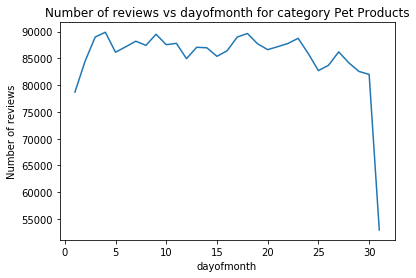 Number of reviews vs dayofmonth for category Pet Products
90000
85000
80000
75000
70000
65000
60000
55000
Number of reviews
0 5 10 15 20 25 30
dayofmonth